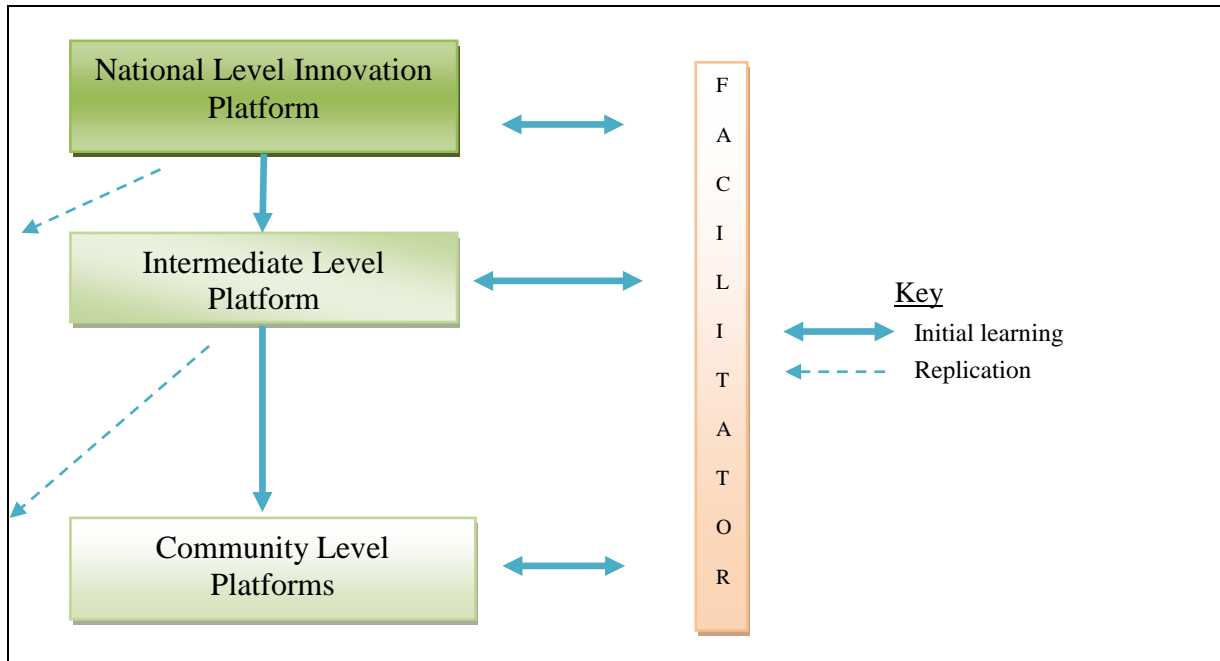 National Level Innovation
Platform
Intermediate Level
Platform
Community Level
Platforms
F
A
C
I
L
I
T
A
T
O
R
Key
Initial learning
Replication